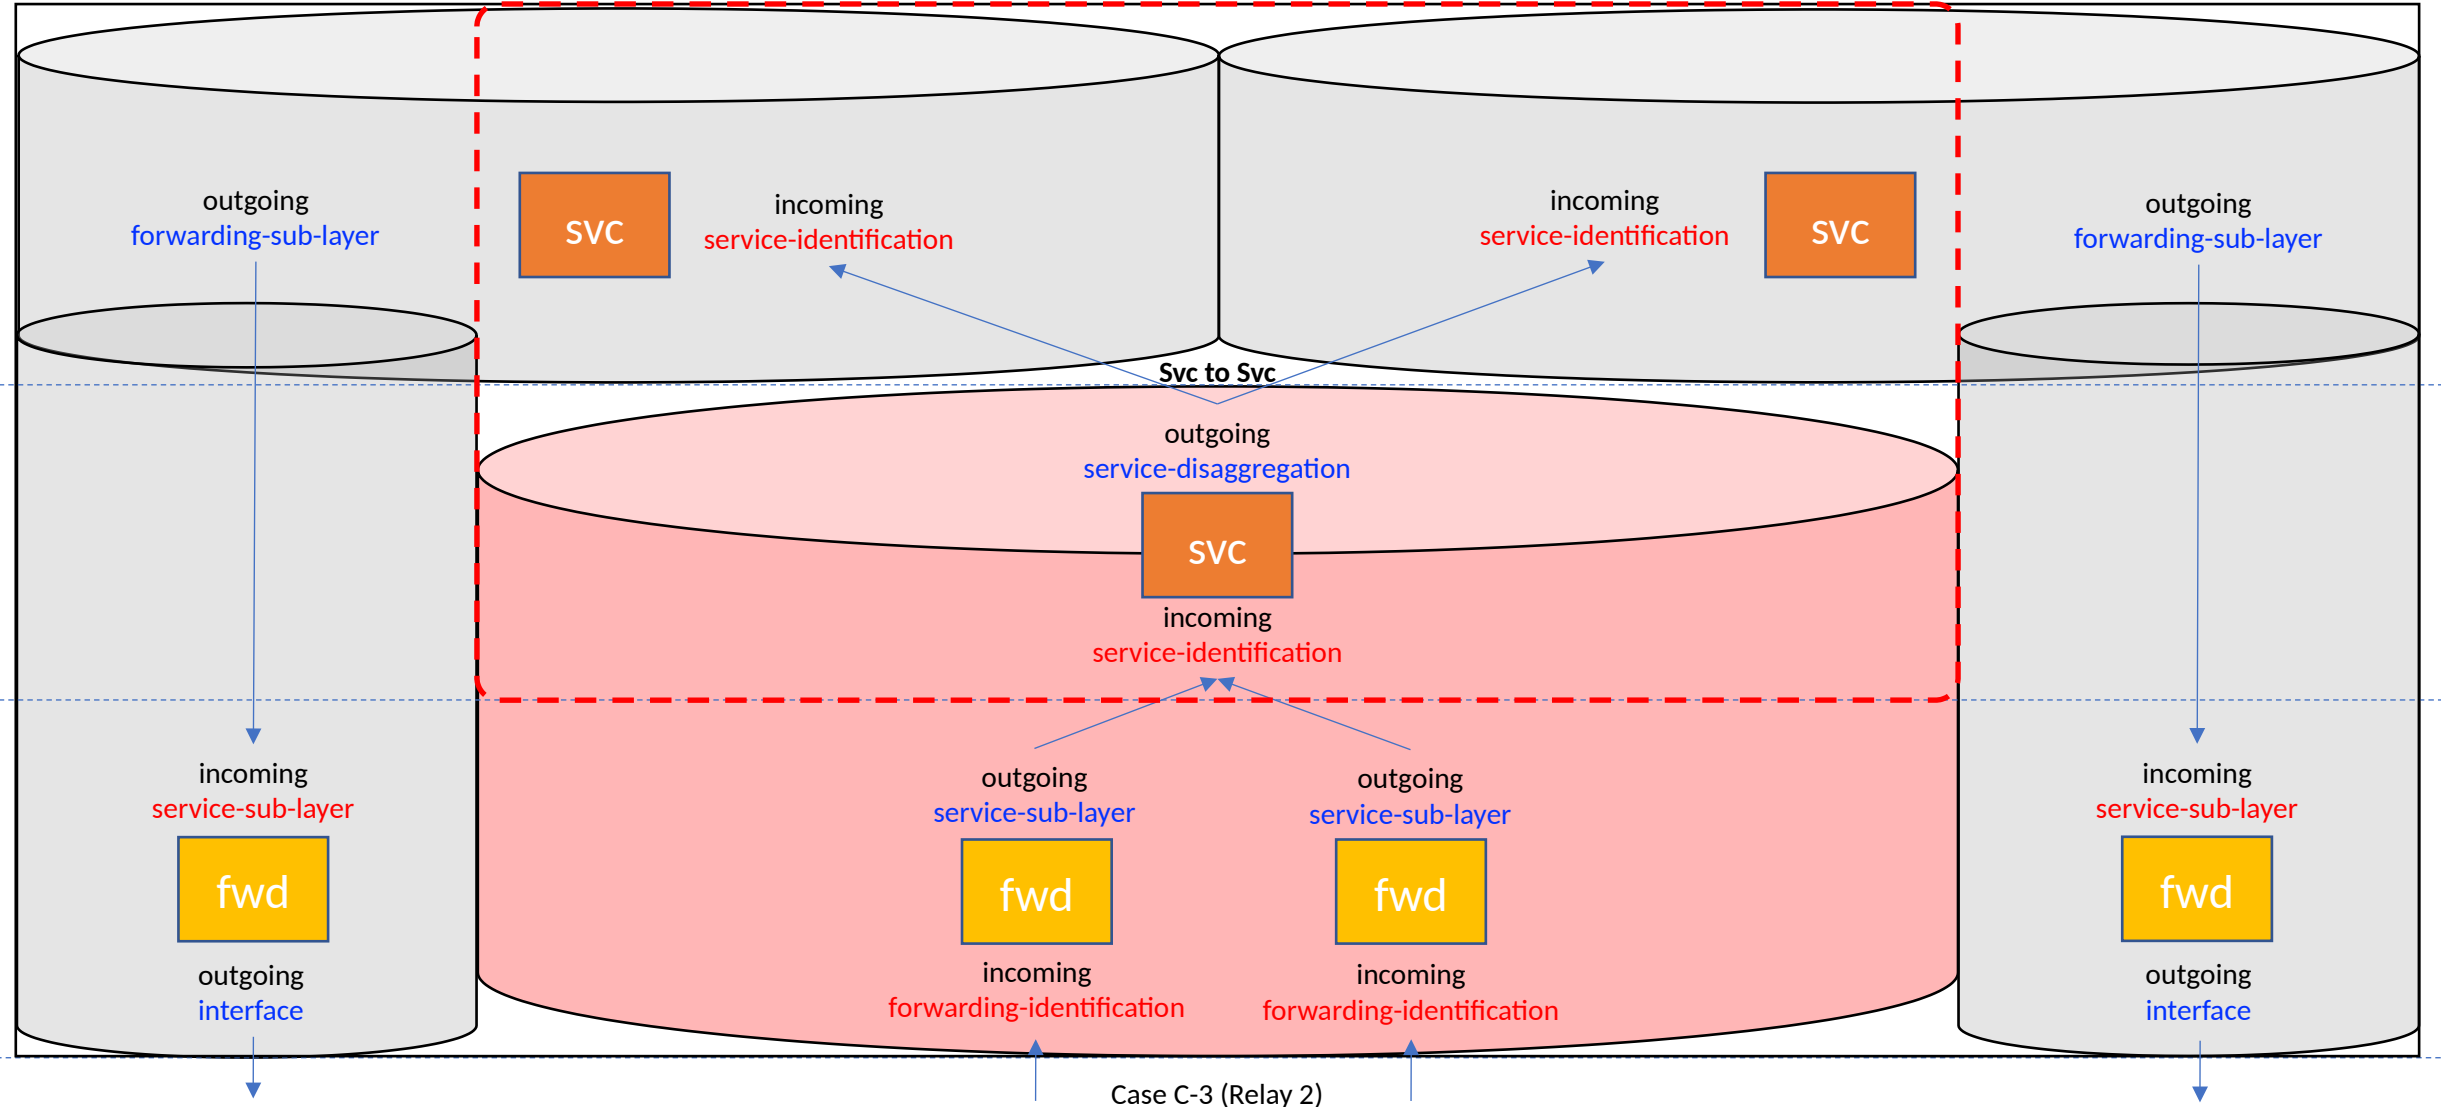 outgoing
forwarding-sub-layer
svc
incoming
service-identification
incoming
service-identification
svc
outgoing
forwarding-sub-layer
Svc to Svc
outgoing
service-disaggregation
svc
incoming
service-identification
incoming
service-sub-layer
fwd
outgoing
interface
outgoing
service-sub-layer
fwd
incoming
forwarding-identification
outgoing
service-sub-layer
fwd
incoming
forwarding-identification
incoming
service-sub-layer
fwd
outgoing
interface
Case C-3 (Relay 2)